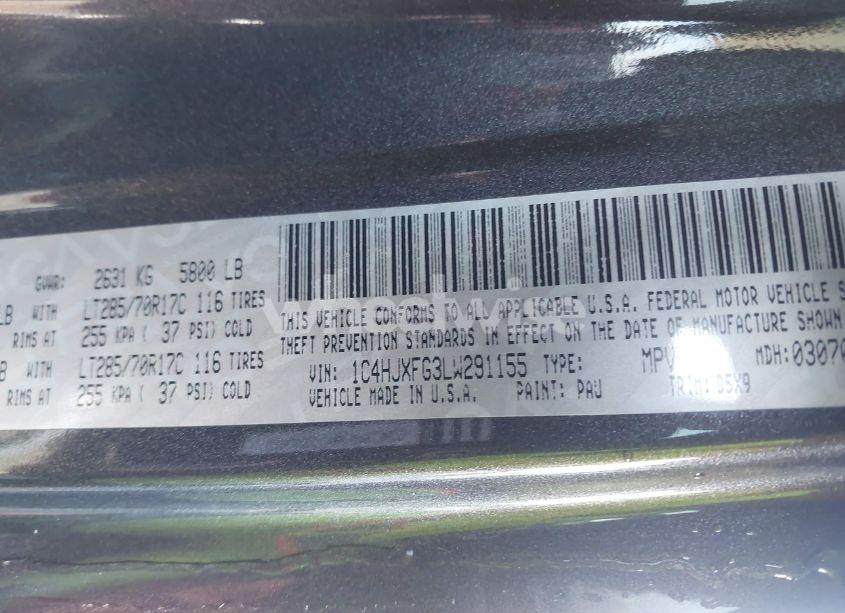 GVWR: 2631 KG 5800 LB
LB WITH LT285/70R17C 116 TIRES
RIMS AT 255 KPA ( 37 PSI) COLD
B WITH LT285/70R17C 116 TIRES
RIMS AT 255 KPA ( 37 PSI) COLD
THIS VEHICLE CONFORMS TO ALL APPLICABLE U.S.A. FEDERAL MOTOR VEHICLE S
THEFT PREVENTION STANDARDS IN EFFECT ON THE DATE OF MANUFACTURE SHOWN
VIN: 1C4HJXFG3LW291155 TYPE: MPV MDH:0307
VEHICLE MADE IN U.S.A. PAINT: PAU TRIM: D5X9